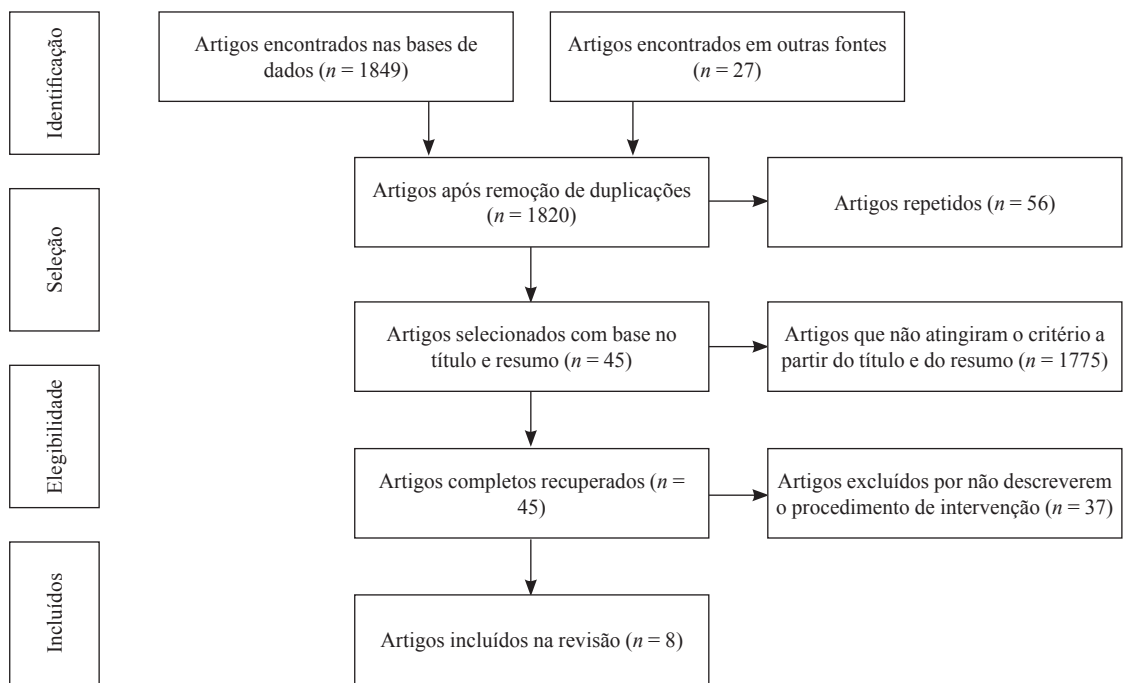 Identificação
Artigos encontrados nas bases de
dados (n = 1849)
Artigos encontrados em outras fontes
(n = 27)
Seleção
Artigos após remoção de duplicações
(n = 1820)
Artigos repetidos (n = 56)
Artigos selecionados com base no
título e resumo (n = 45)
Artigos que não atingiram o critério a
partir do título e do resumo (n = 1775)
Elegibilidade
Artigos completos recuperados (n =
45)
Artigos excluídos por não descreverem
o procedimento de intervenção (n = 37)
Incluídos
Artigos incluídos na revisão (n = 8)